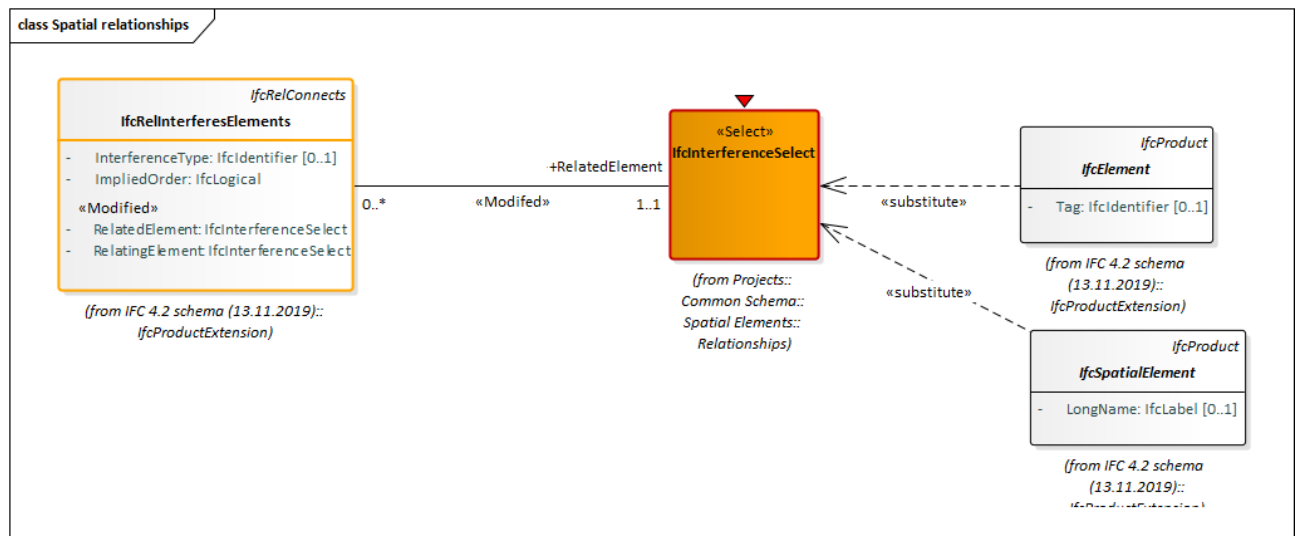 class Spatial relationships
IfcRelConnects
IfcRelInterferesElements
- InterferenceType: IfcIdentifier [0..1]
- ImpliedOrder: IfcLogical
«Modified»
- RelatedElement: IfcInterferenceSelect
- RelatingElement: IfcInterferenceSelect
(from IFC 4.2 schema (13.11.2019)::
IfcProductExtension)
+RelatedElement
0..*
«Modifed»
1..1
«Select»
IfcInterferenceSelect
(from Projects::
Common Schema::
Spatial Elements::
Relationships)
«substitute»
«substitute»
IfcProduct
IfcElement
- Tag: IfcIdentifier [0..1]
(from IFC 4.2 schema
(13.11.2019)::
IfcProductExtension)
IfcProduct
IfcSpatialElement
- LongName: IfcLabel [0..1]
(from IFC 4.2 schema
(13.11.2019)::
IfcProductExtension)